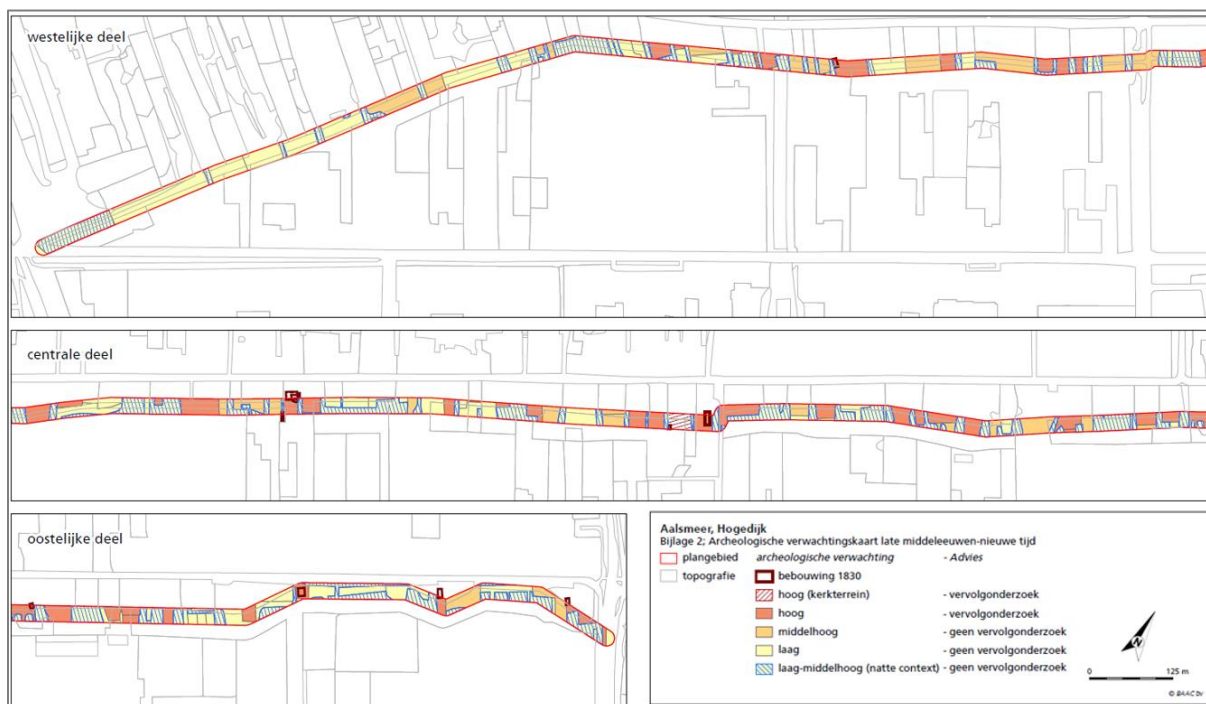 westelijke deel
centrale deel
oostelijke deel
Aalsmeer, Hogedijk
Bijlage 2; Archeologische verwachtingskaart late middeleeuwen-nieuwe tijd
plangebied archeologische verwachting - Advies
topografie bebouwing 1830
hoog (kerkterrein) - vervolgonderzoek
hoog - vervolgonderzoek
middelhoog - geen vervolgonderzoek
laag - geen vervolgonderzoek
laag-middelhoog (natte context) - geen vervolgonderzoek
N
0 125 m
© BAAC bv